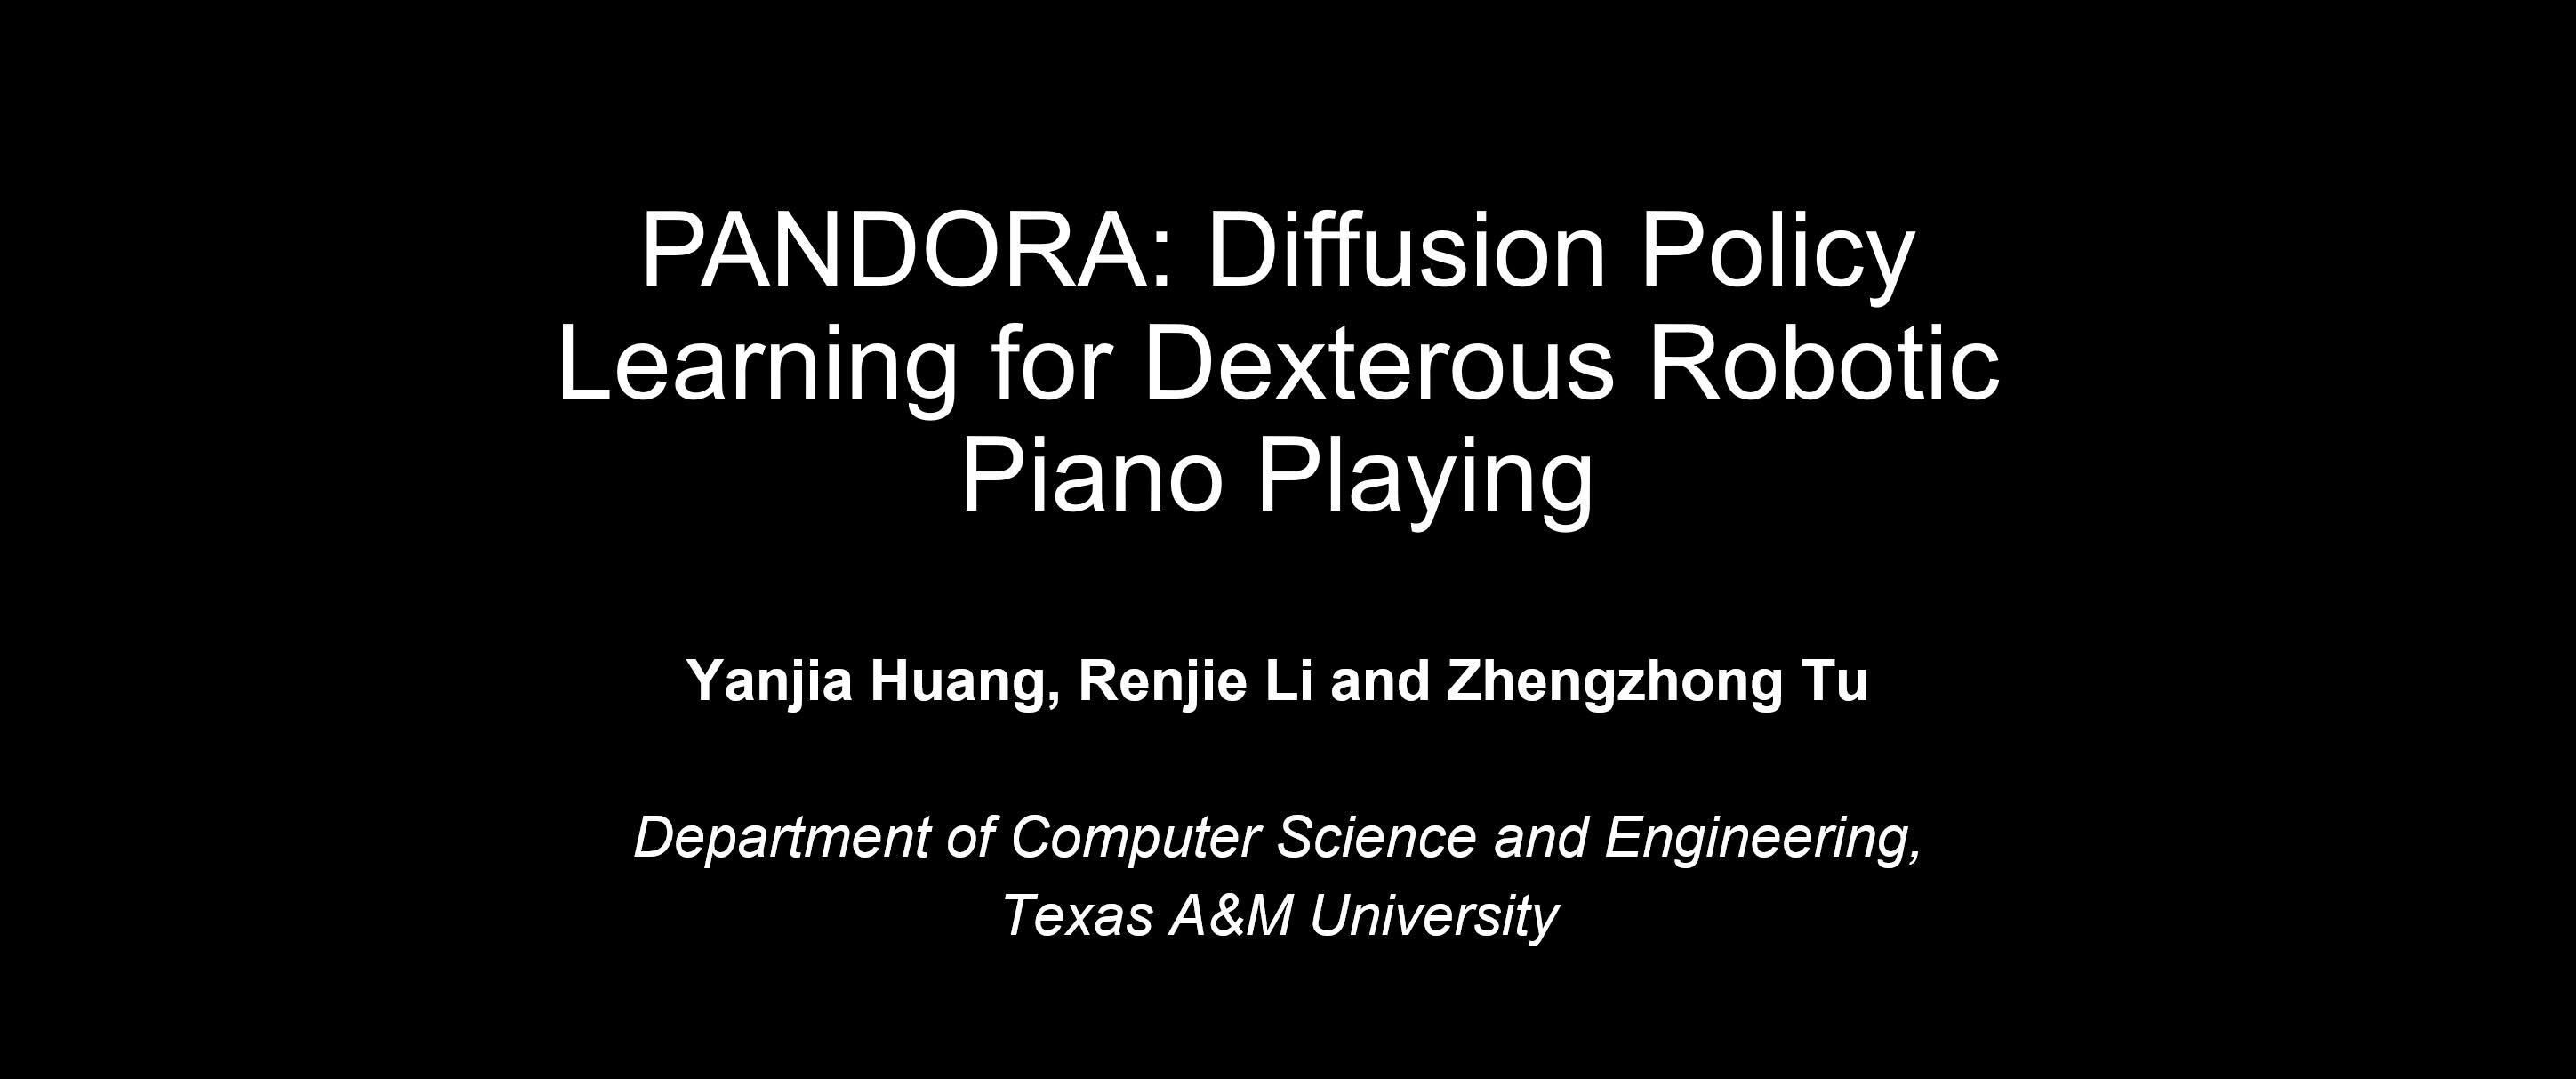 PANDORA: Diffusion Policy
Learning for Dexterous Robotic
Piano Playing
Yanjia Huang, Renjie Li and Zhengzhong Tu
Department of Computer Science and Engineering,
Texas A&M University